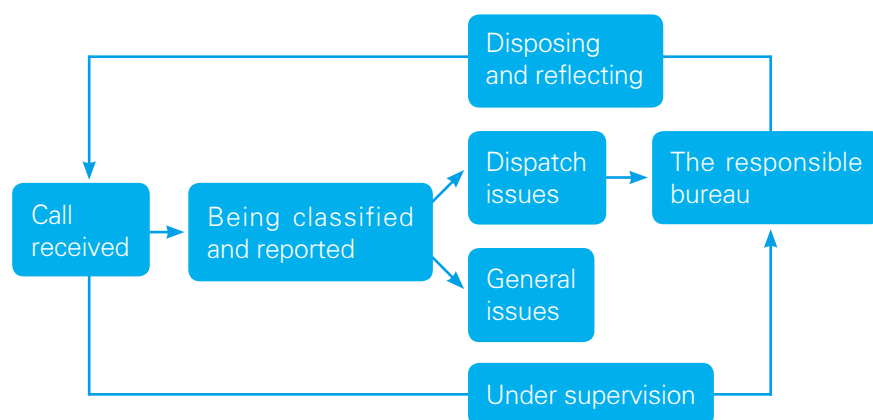 Disposing
and reflecting
Dispatch
issues
The responsible
bureau
Call
received
Being classified
and reported
General
issues
Under supervision